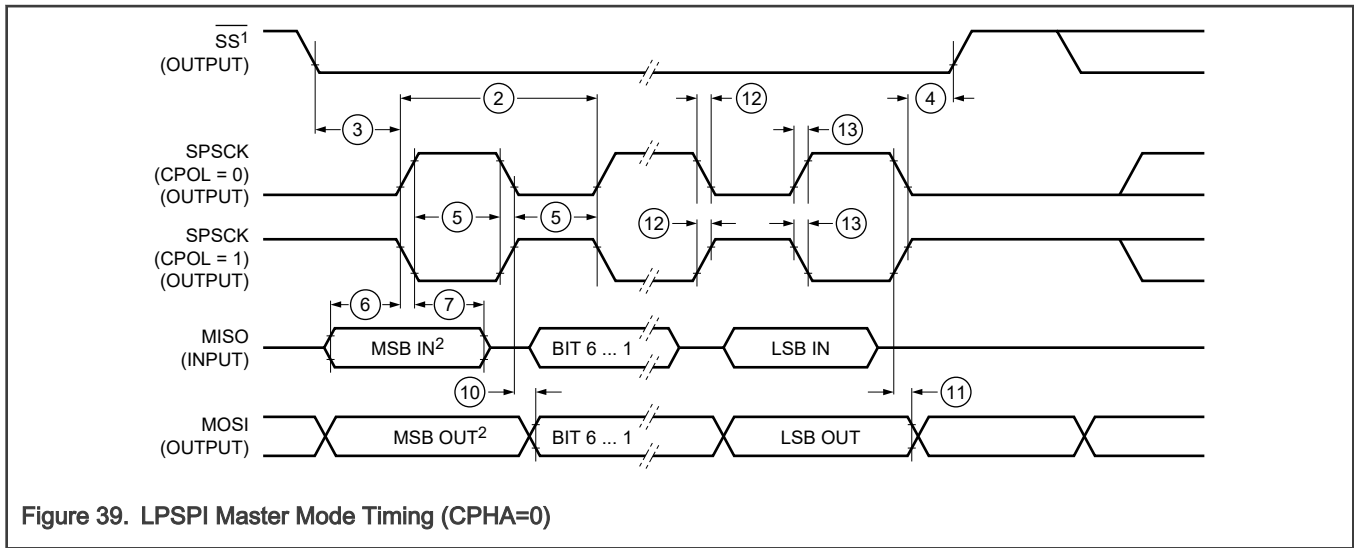 SS1
(OUTPUT)
2
12
4
3
13
SPSCK
(CPOL = 0)
(OUTPUT)
5
5
12
13
SPSCK
(CPOL = 1)
(OUTPUT)
6
7
MISO
(INPUT)
MSB IN2
BIT 6 ... 1
LSB IN
10
11
MOSI
(OUTPUT)
MSB OUT2
BIT 6 ... 1
LSB OUT
Figure 39. LPSPI Master Mode Timing (CPHA=0)